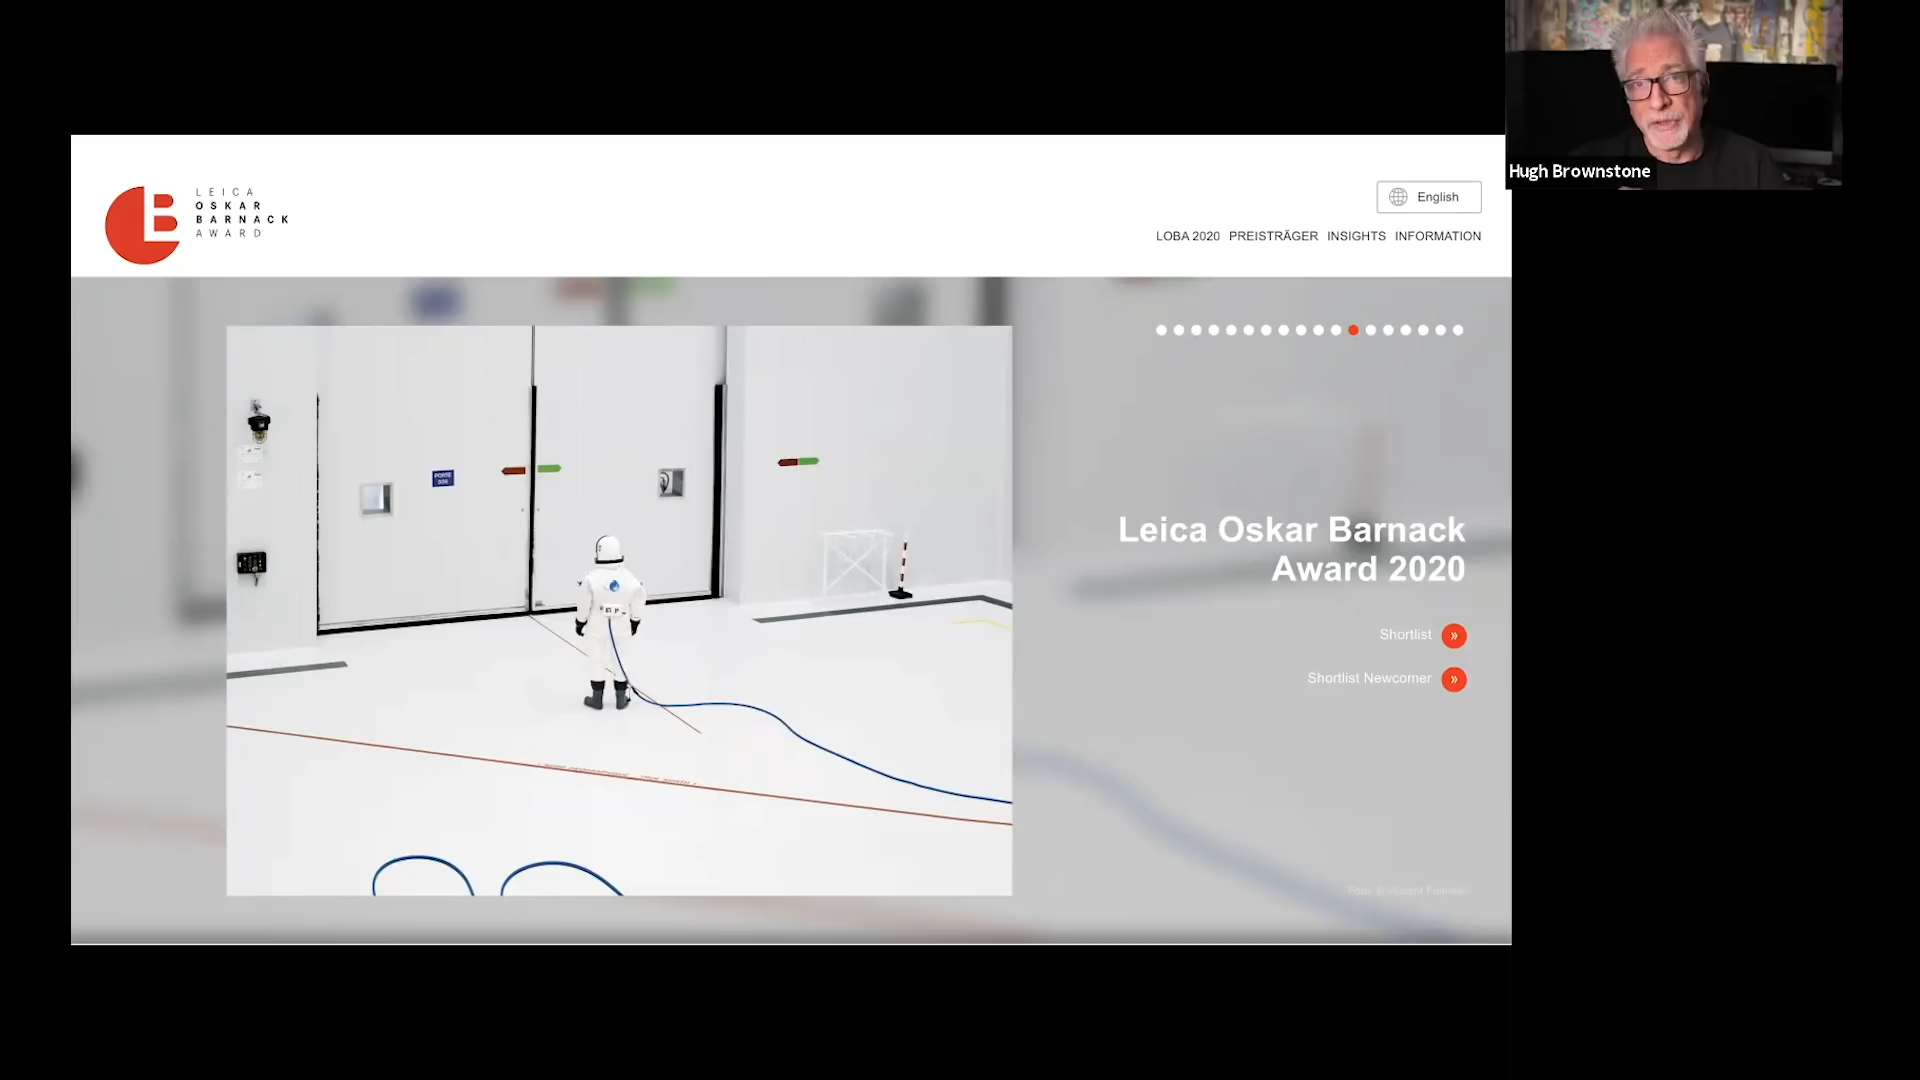 LEICA
OSKAR
BARNACK
AWARD
English
LOBA 2020 PREISTRÄGER INSIGHTS INFORMATION
PORTE
Leica Oskar Barnack
Award 2020
Shortlist
Shortlist Newcomer
Hugh Brownstone